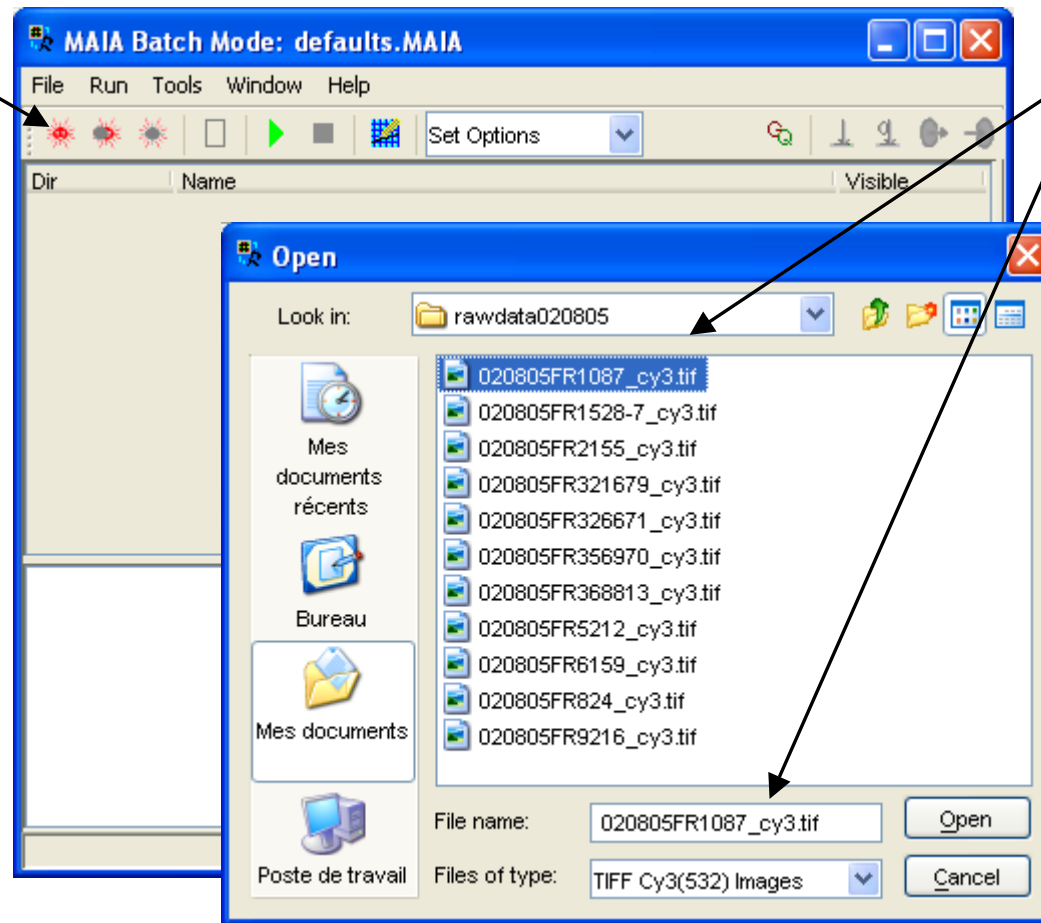 MAIA Batch Mode: defaults.MAIA
File Run Tools Window Help
Set Options
Dir Name Visible
Open
Look in: rawdata020805
020805FR1087_cy3.tif
020805FR1528-7_cy3.tif
020805FR2155_cy3.tif
020805FR321679_cy3.tif
020805FR326671_cy3.tif
020805FR356970_cy3.tif
020805FR368813_cy3.tif
020805FR5212_cy3.tif
020805FR6159_cy3.tif
020805FR824_cy3.tif
020805FR9216_cy3.tif
Mes
documents
récents
Bureau
Mes documents
Poste de travail
File name: 020805FR1087_cy3.tif Open
Files of type: TIFF Cy3(532) Images Cancel